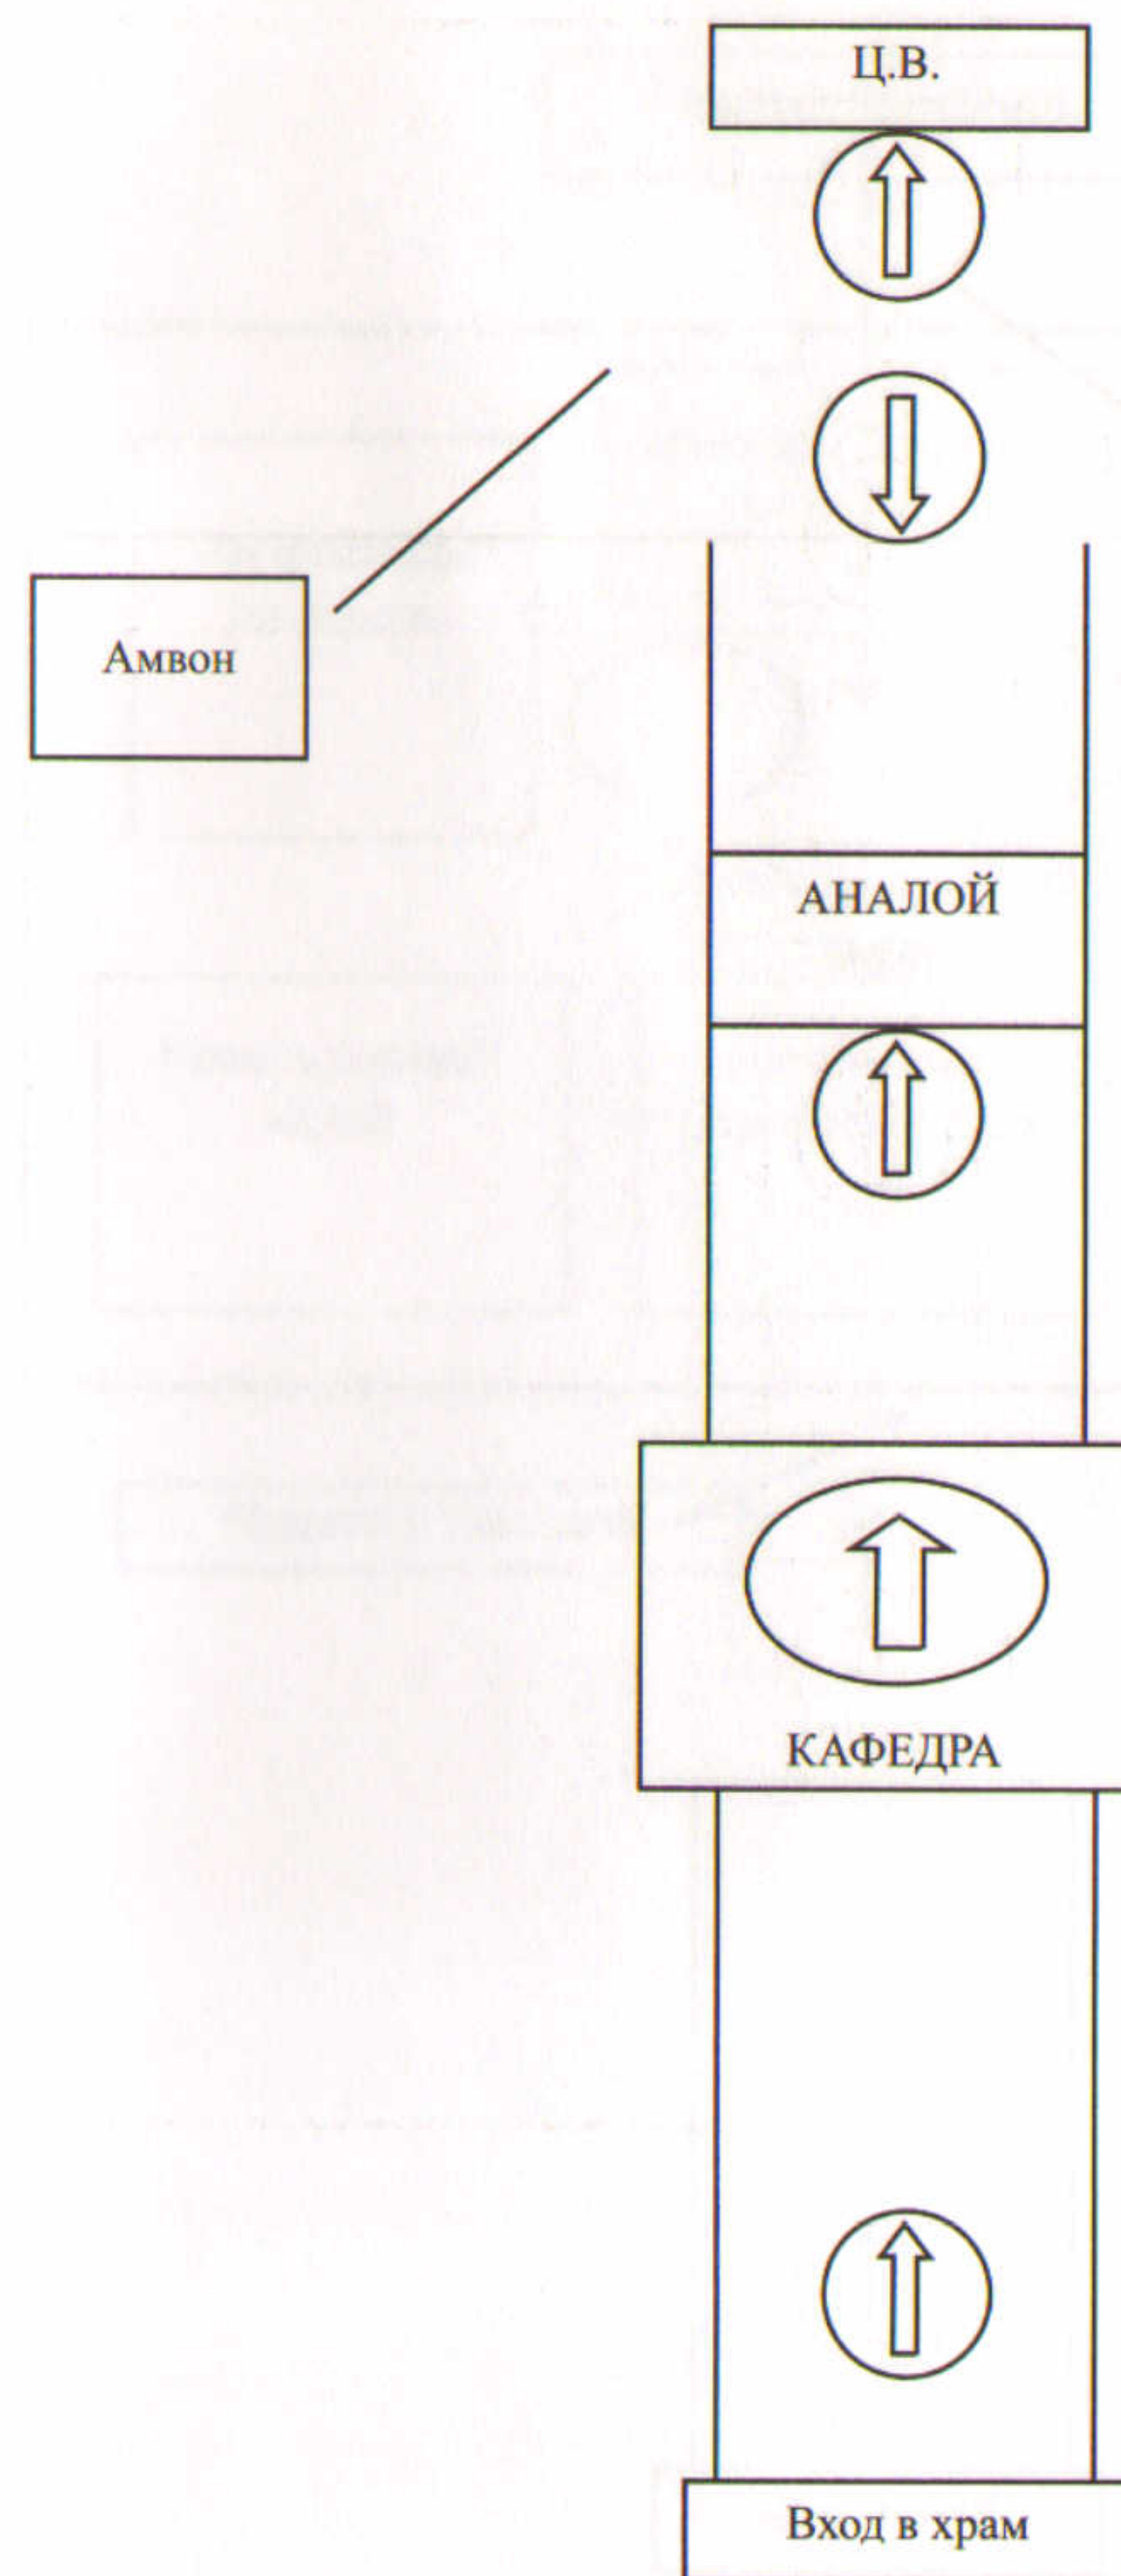 Ц.В.
Амвон
АНАЛОЙ
КАФЕДРА
Вход в храм